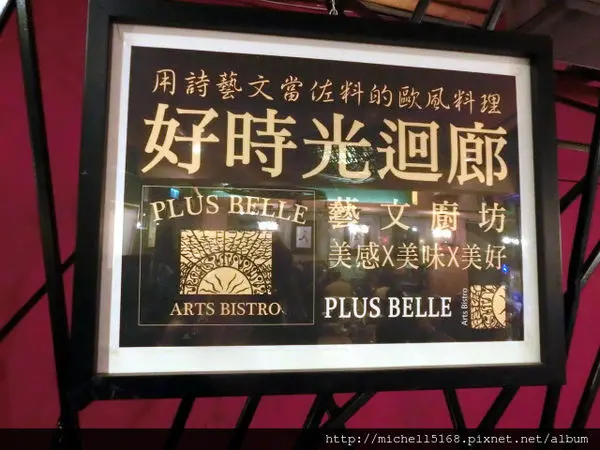 用詩藝文當佐料的歐風料理
好時光迴廊
PLUS BELLE
ARTS BISTRO
藝文廚坊
美感X美味X美好
PLUS BELLE
Arts Bistro
http://michell5168.pixnet.net/album